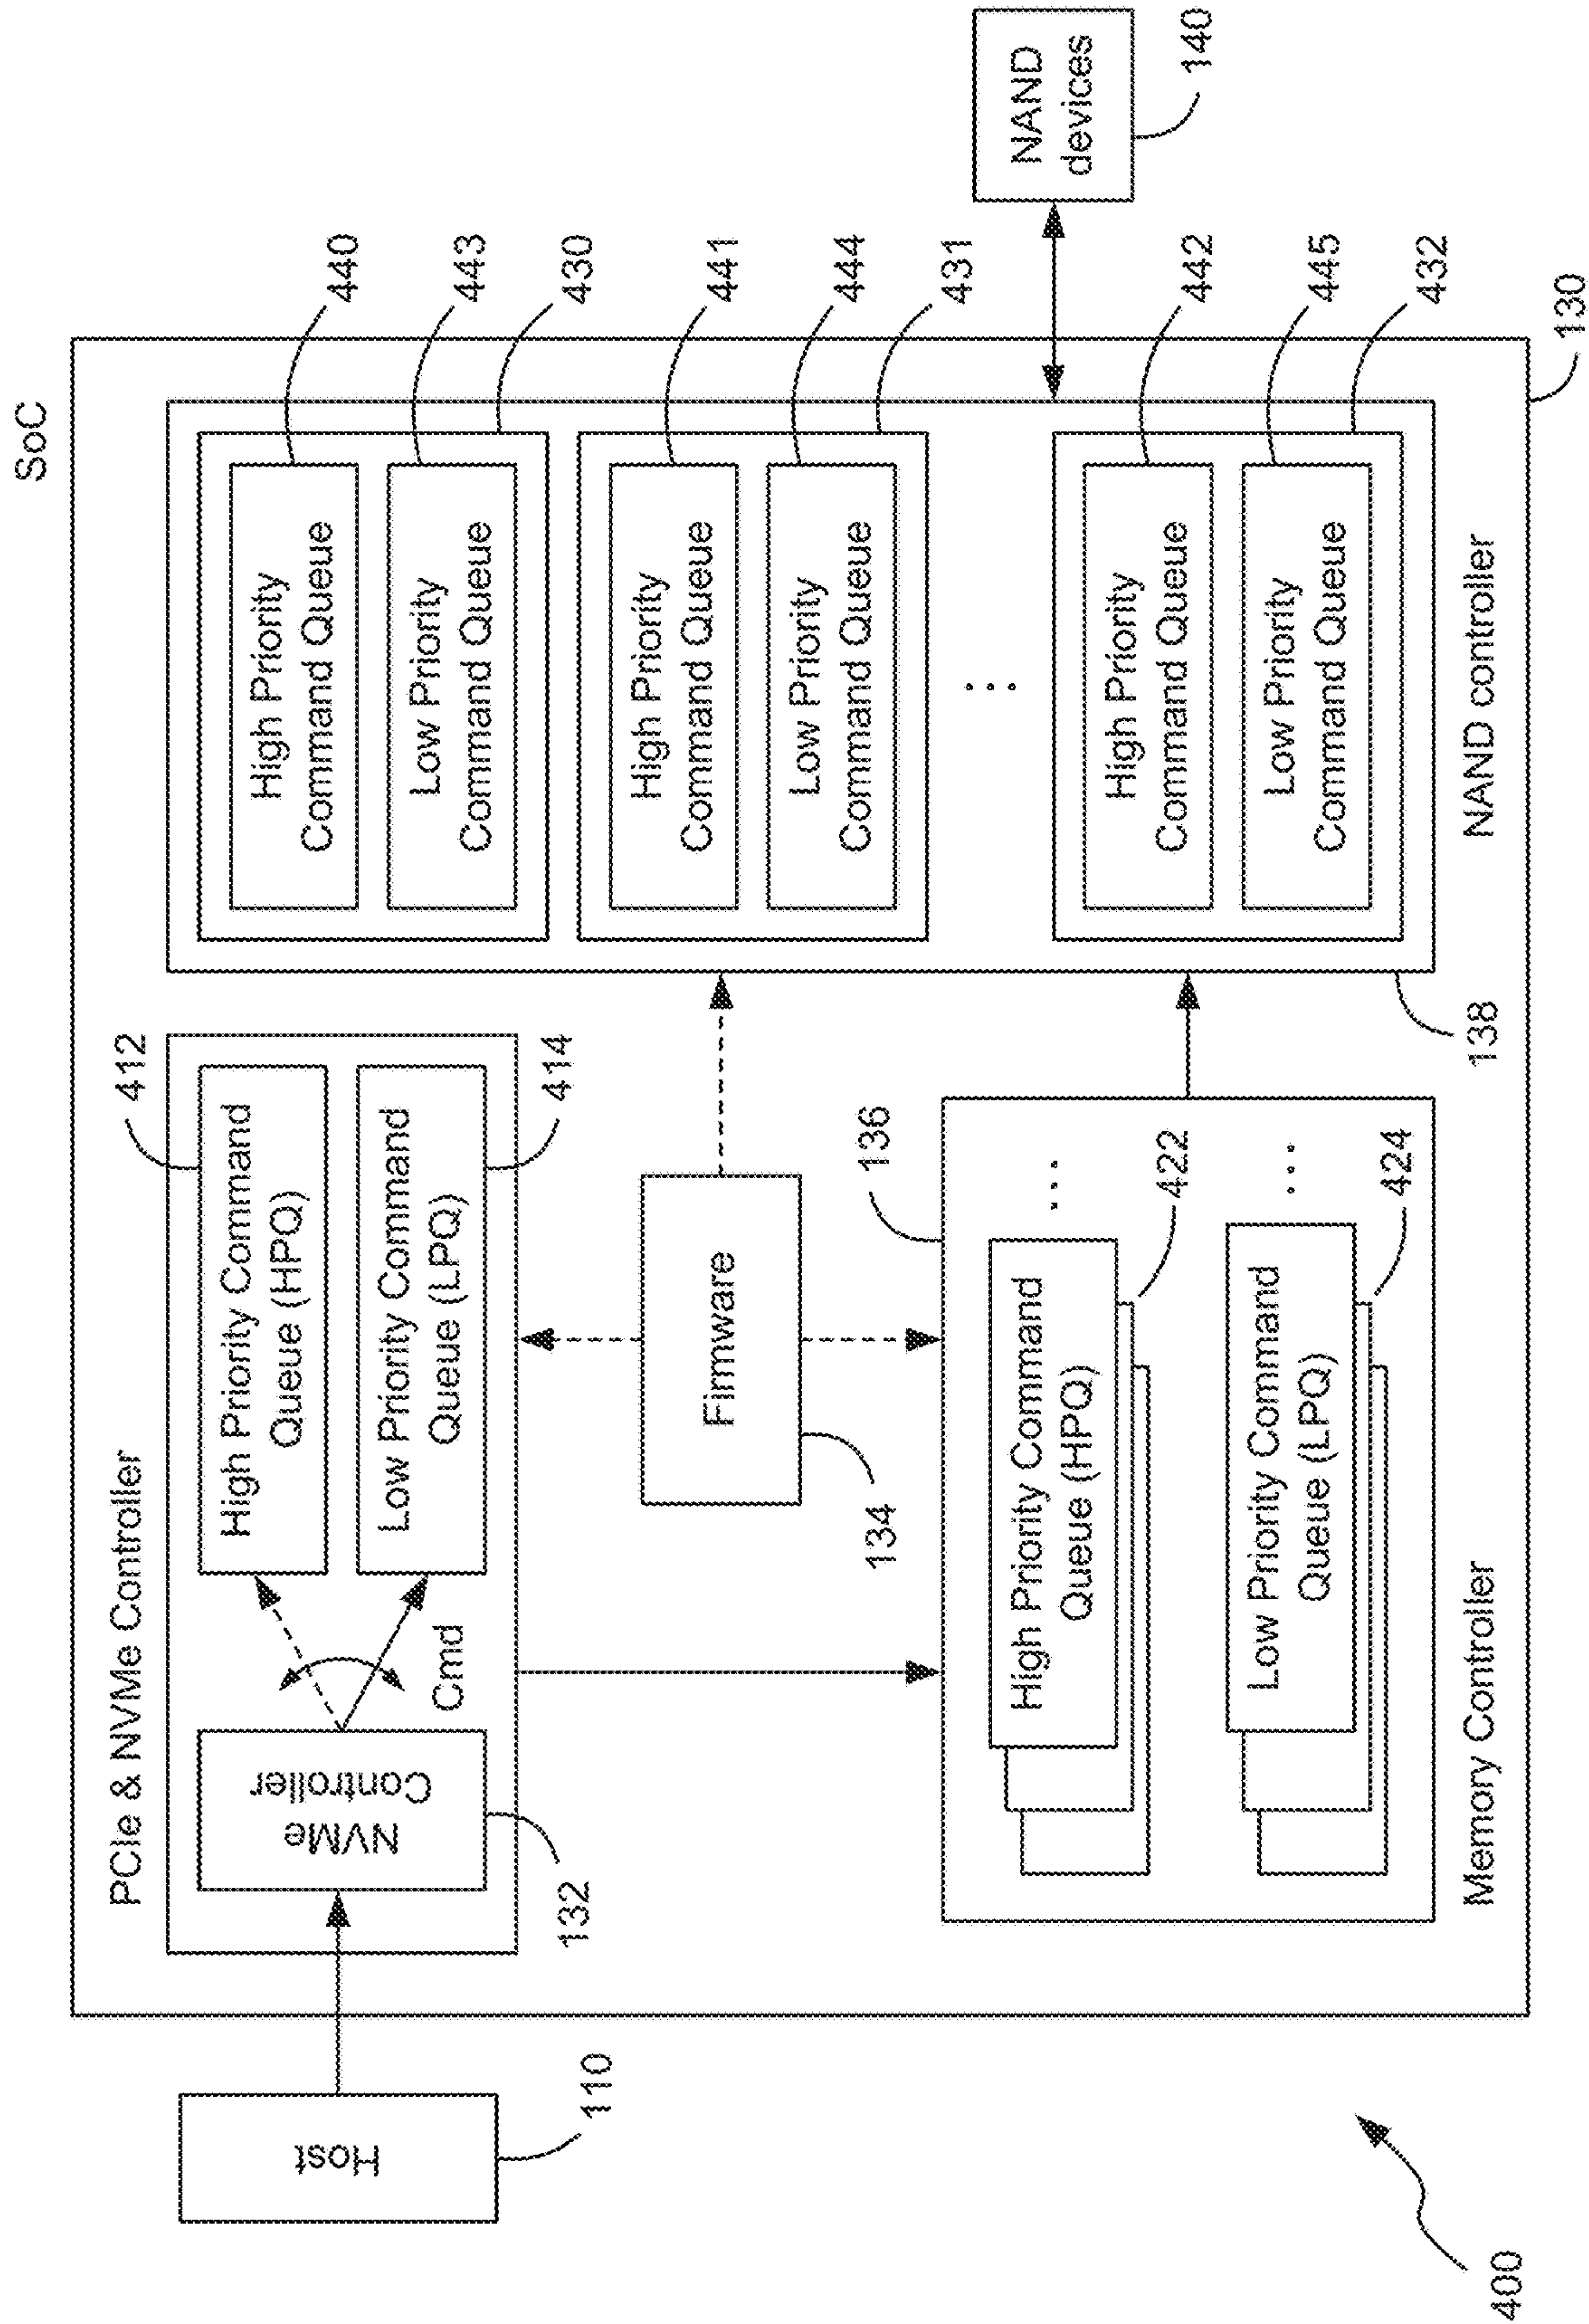 SoC
PCIe & NVMe Controller
Host
110
NVMe
Controller
132
Cmd
High Priority Command
Queue (HPQ)
412
Low Priority Command
Queue (LPQ)
414
Firmware
134
136
High Priority Command
Queue (HPQ)
...
422
Low Priority Command
Queue (LPQ)
...
424
Memory Controller
High Priority
Command Queue
440
Low Priority
Command Queue
443
430
High Priority
Command Queue
441
Low Priority
Command Queue
444
431
...
High Priority
Command Queue
442
Low Priority
Command Queue
445
432
138
NAND controller
130
NAND
devices
140
400